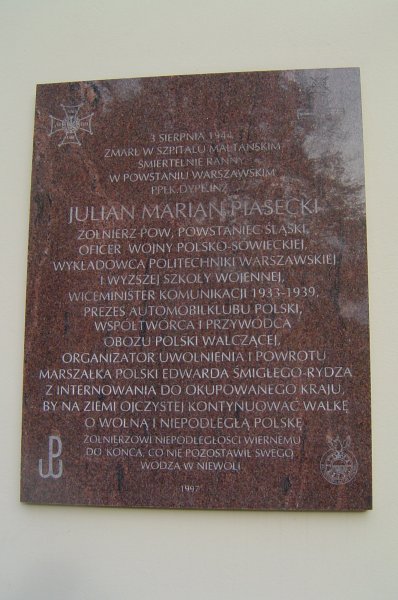 3 SIERPNIA 1944
ZMARŁ W SZPITALU MALTAŃSKIM
ŚMIERTELNIE RANNY
W POWSTANIU WARSZAWSKIM
PPŁK.DYPL.INŻ.
JULIAN MARIAN PIASECKI
ŻOŁNIERZ POW, POWSTANIEC ŚLĄSKI,
OFICER WOJNY POLSKO-SOWIECKIEJ,
WYKŁADOWCA POLITECHNIKI WARSZAWSKIEJ
I WYŻSZEJ SZKOŁY WOJENNEJ,
WICEMINISTER KOMUNIKACJI 1933-1939,
PREZES AUTOMOBILKLUBU POLSKI,
WSPÓŁTWÓRCA I PRZYWÓDCA
OBOZU POLSKI WALCZĄCEJ,
ORGANIZATOR UWOLNIENIA I POWROTU
MARSZAŁKA POLSKI EDWARDA ŚMIGŁEGO-RYDZA
Z INTERNOWANIA DO OKUPOWANEGO KRAJU,
BY NA ZIEMI OJCZYSTEJ KONTYNUOWAĆ WALKĘ
O WOLNĄ I NIEPODLEGŁĄ POLSKĘ
ŻOŁNIERZOWI NIEPODLEGŁOŚCI WIERNEMU
DO KOŃCA, CO NIE POZOSTAWIŁ SWEGO
WODZA W NIEWOLI
1997